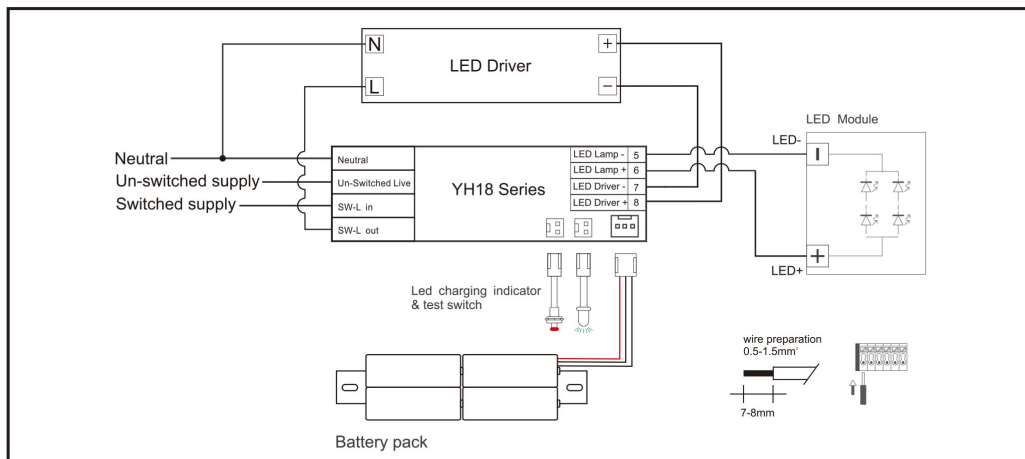 N
L
LED Driver
+
−
LED Module
LED-
Neutral
Un-switched supply
Switched supply
Neutral
Un-Switched Live
SW-L in
SW-L out
YH18 Series
LED Lamp - 5
LED Lamp + 6
LED Driver - 7
LED Driver + 8
−
+
LED+
Led charging indicator
& test switch
wire preparation
0.5-1.5mm²
7-8mm
Battery pack